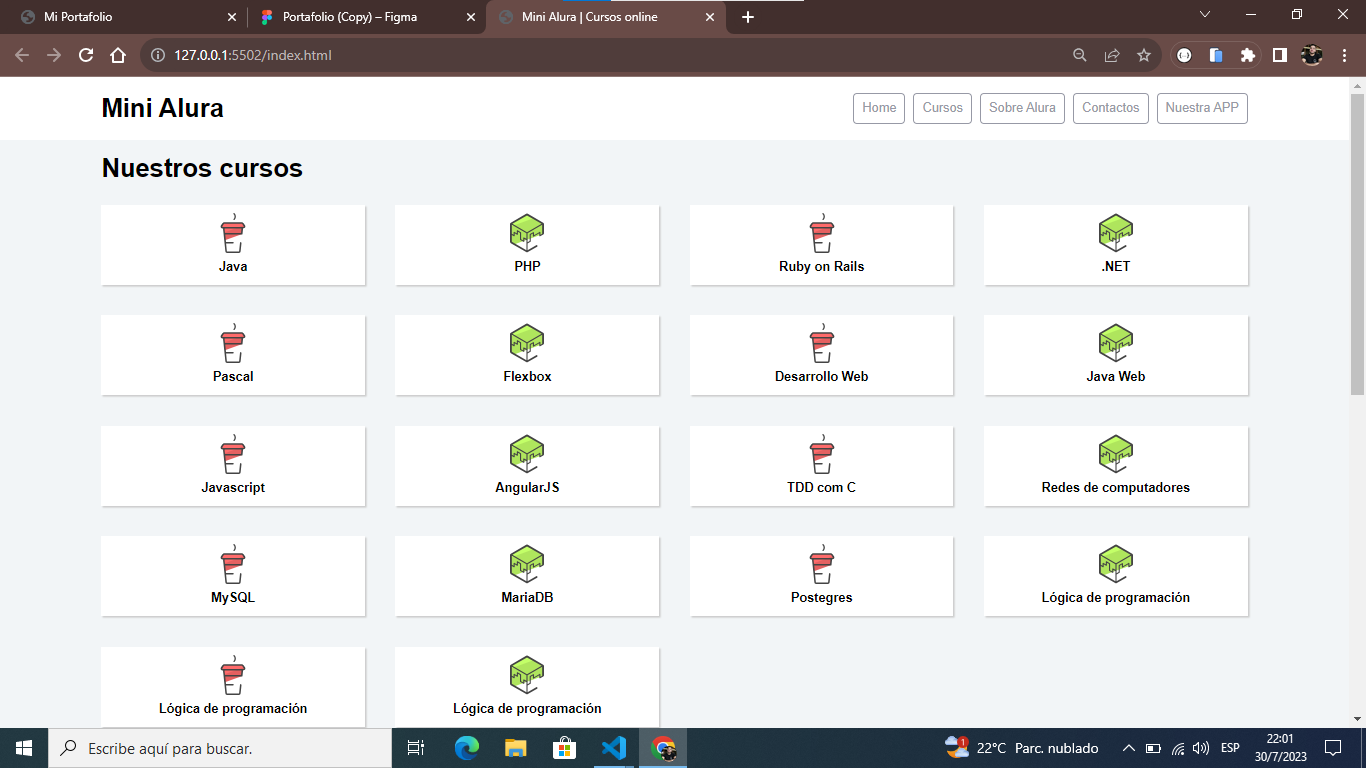 Mi Portafolio
Portafolio (Copy) – Figma
Mini Alura | Cursos online
127.0.0.1:5502/index.html
Mini Alura
Home
Cursos
Sobre Alura
Contactos
Nuestra APP
Nuestros cursos
Java
PHP
Ruby on Rails
.NET
Pascal
Flexbox
Desarrollo Web
Java Web
Javascript
AngularJS
TDD com C
Redes de computadores
MySQL
MariaDB
Postegres
Lógica de programación
Lógica de programación
Lógica de programación
Escribe aquí para buscar.
1
22°C Parc. nublado
ESP
22:01
30/7/2023